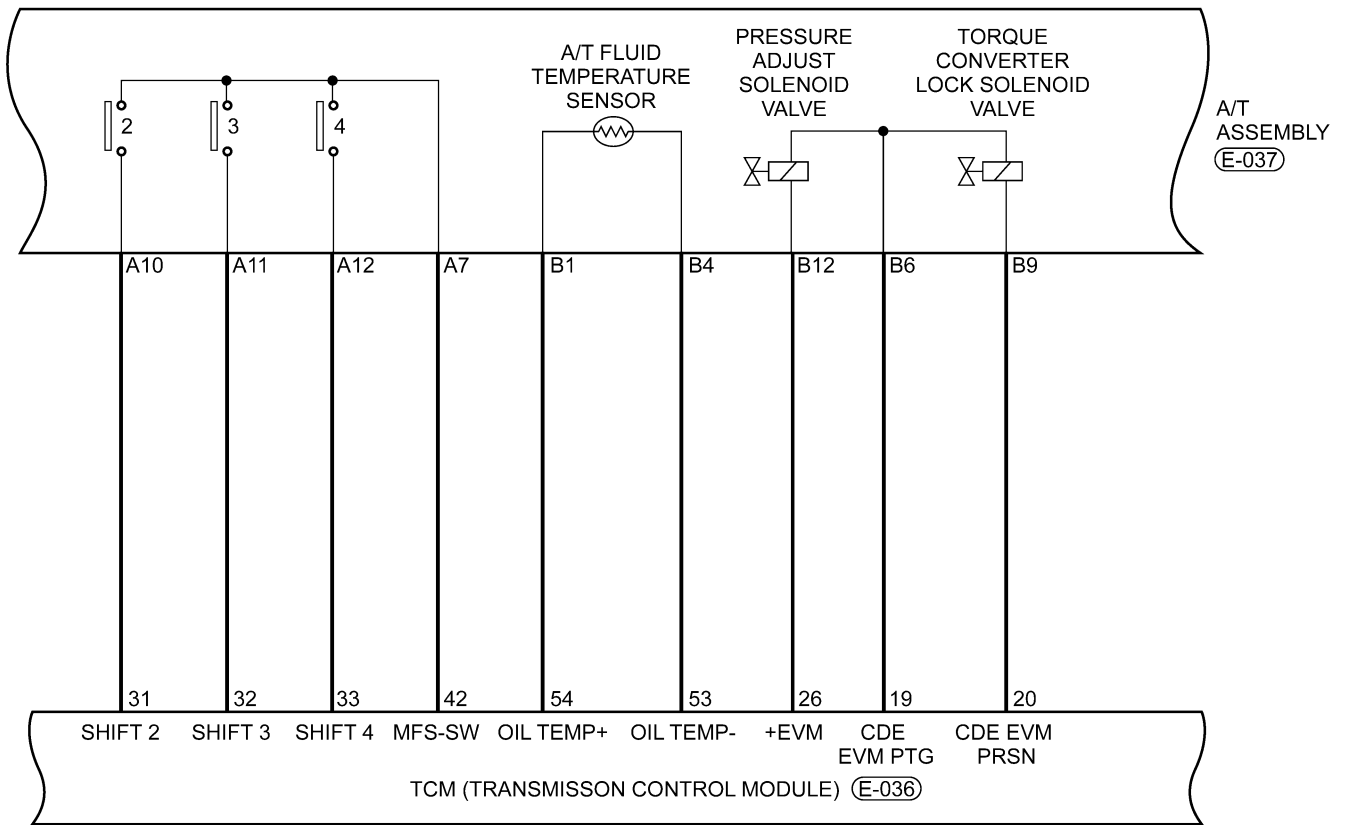 A/T FLUID
TEMPERATURE
SENSOR
PRESSURE
ADJUST
SOLENOID
VALVE
TORQUE
CONVERTER
LOCK SOLENOID
VALVE
A/T
ASSEMBLY
E-037
2
3
4
A10
A11
A12
A7
B1
B4
B12
B6
B9
31
32
33
42
54
53
26
19
20
SHIFT 2
SHIFT 3
SHIFT 4
MFS-SW
OIL TEMP+
OIL TEMP-
+EVM
CDE
EVM PTG
CDE EVM
PRSN
TCM (TRANSMISSON CONTROL MODULE) E-036